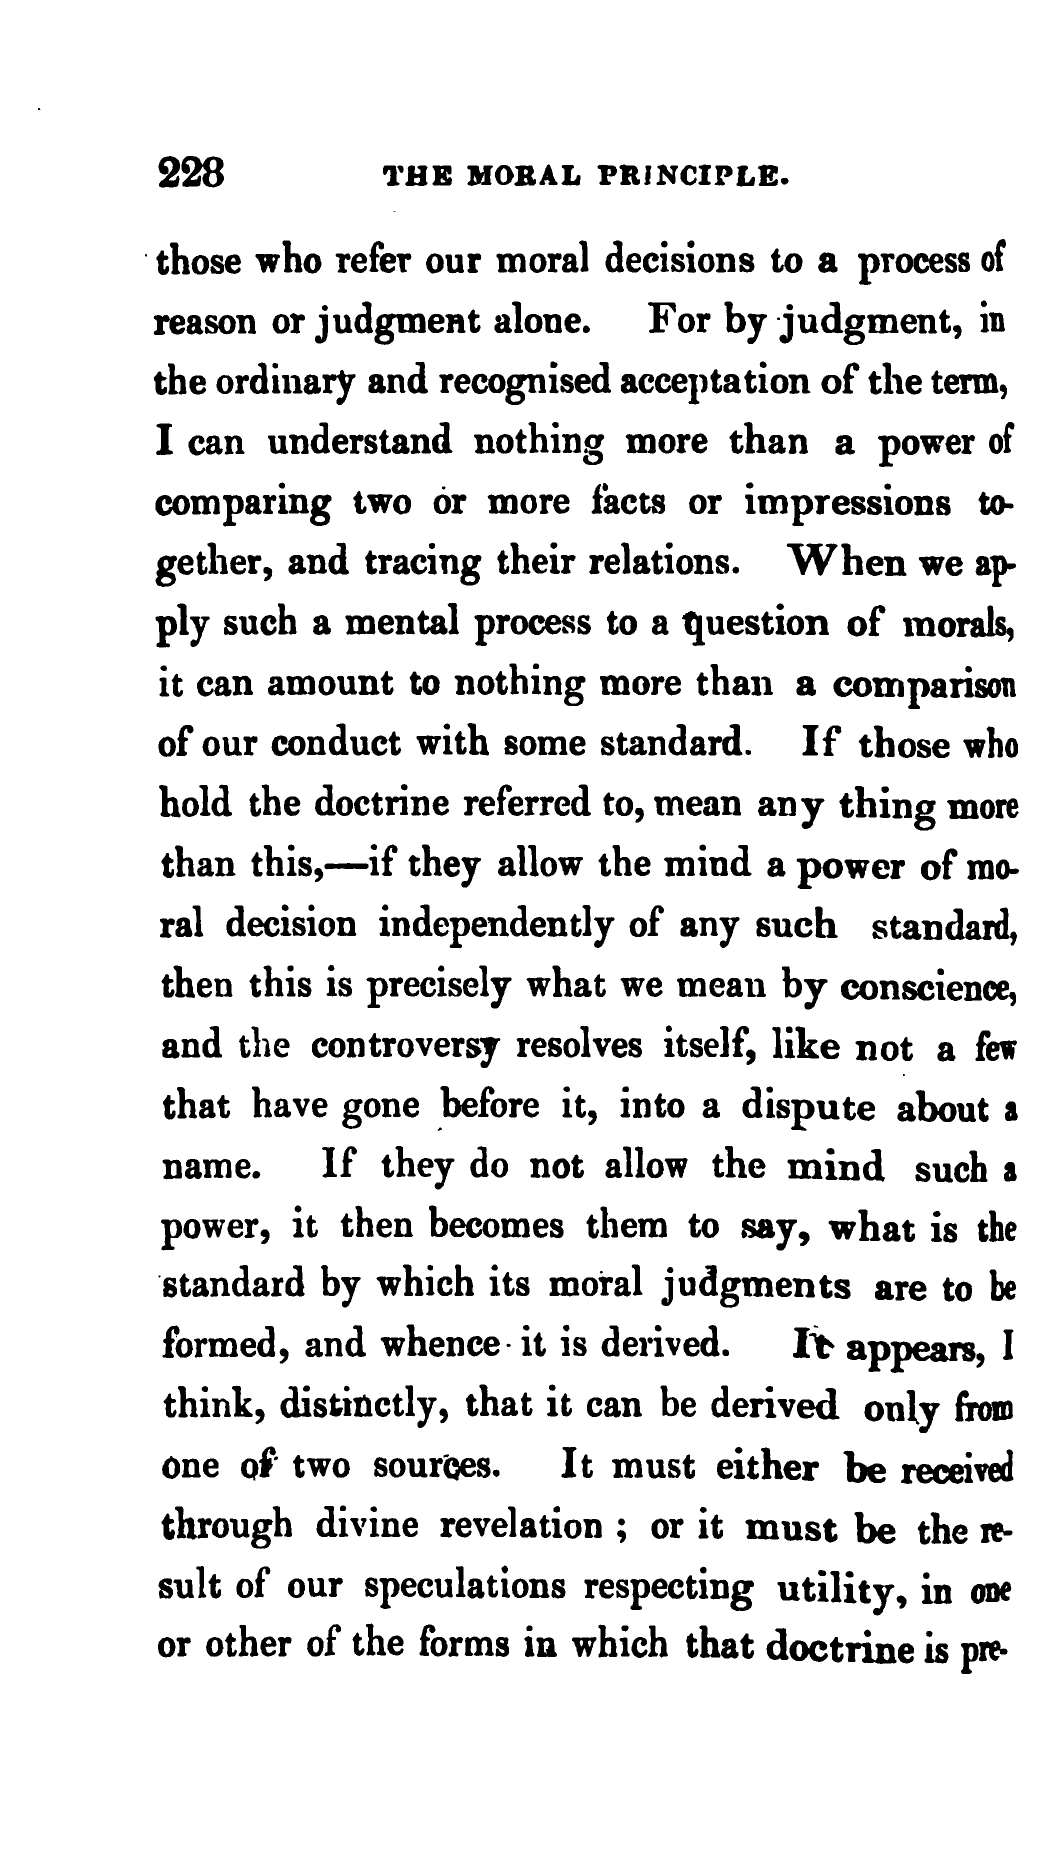 228 THE MORAL PRINCIPLE.
those who refer our moral decisions to a process of
reason or judgment alone. For by judgment, in
the ordinary and recognised acceptation of the term,
I can understand nothing more than a power of
comparing two or more facts or impressions to-
gether, and tracing their relations. When we ap-
ply such a mental process to a question of morals,
it can amount to nothing more than a comparison
of our conduct with some standard. If those who
hold the doctrine referred to, mean any thing more
than this,—if they allow the mind a power of mo-
ral decision independently of any such standard,
then this is precisely what we mean by conscience,
and the controversy resolves itself, like not a few
that have gone before it, into a dispute about a
name. If they do not allow the mind such a
power, it then becomes them to say, what is the
standard by which its moral judgments are to be
formed, and whence it is derived. It appears, I
think, distinctly, that it can be derived only from
one of two sources. It must either be received
through divine revelation ; or it must be the re-
sult of our speculations respecting utility, in one
or other of the forms in which that doctrine is pre-